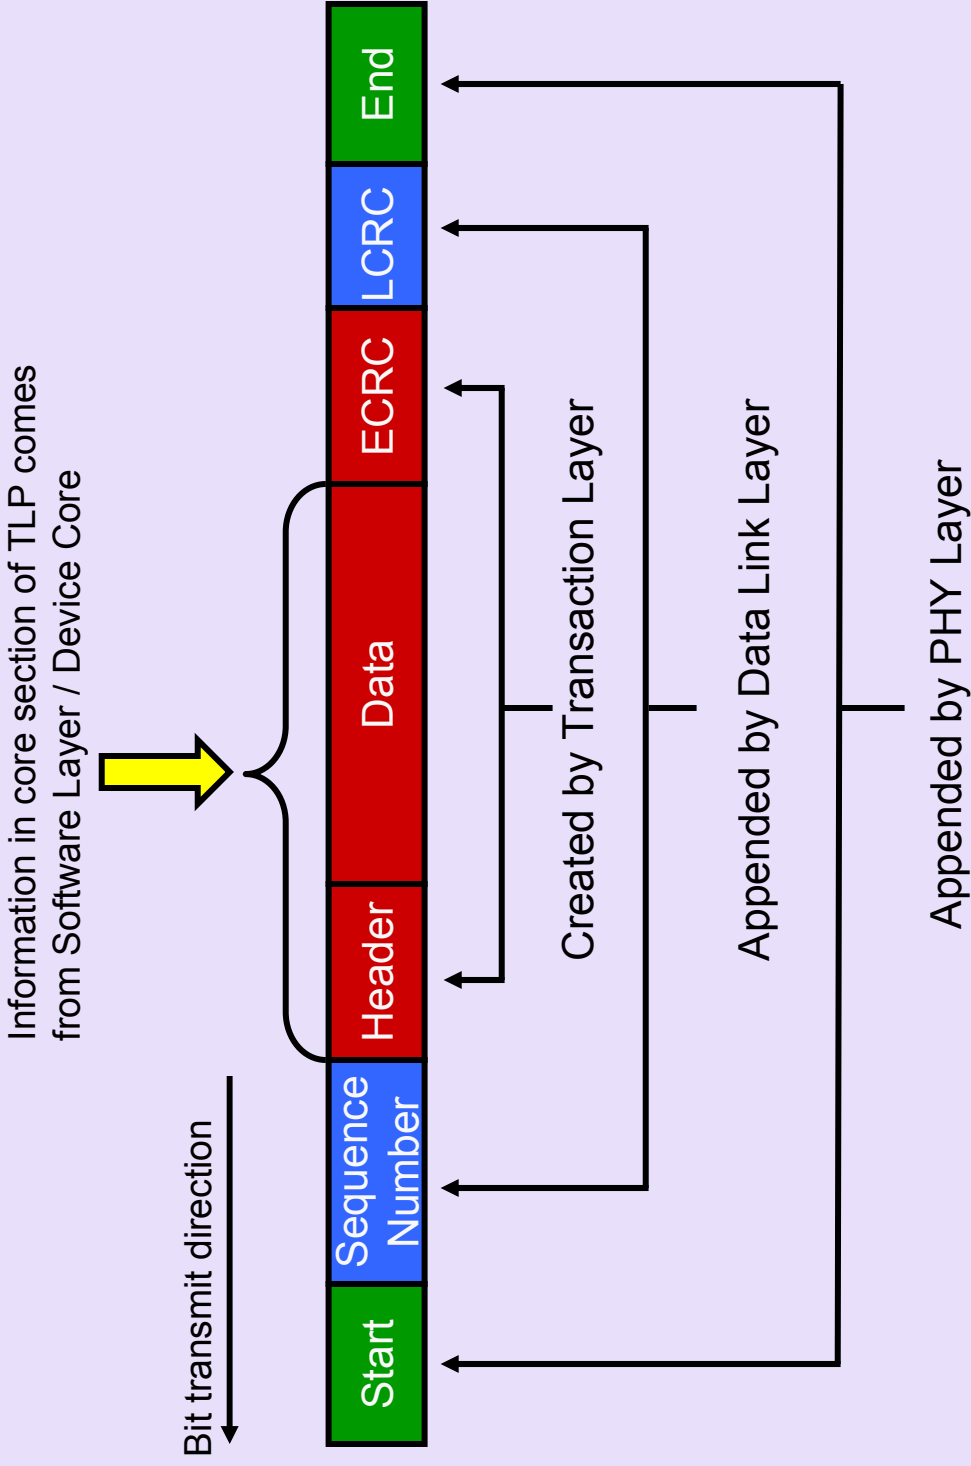 Information in core section of TLP comes
from Software Layer / Device Core
Bit transmit direction
Start
Sequence
Number
Header
Data
ECRC
LCRC
End
Created by Transaction Layer
Appended by Data Link Layer
Appended by PHY Layer